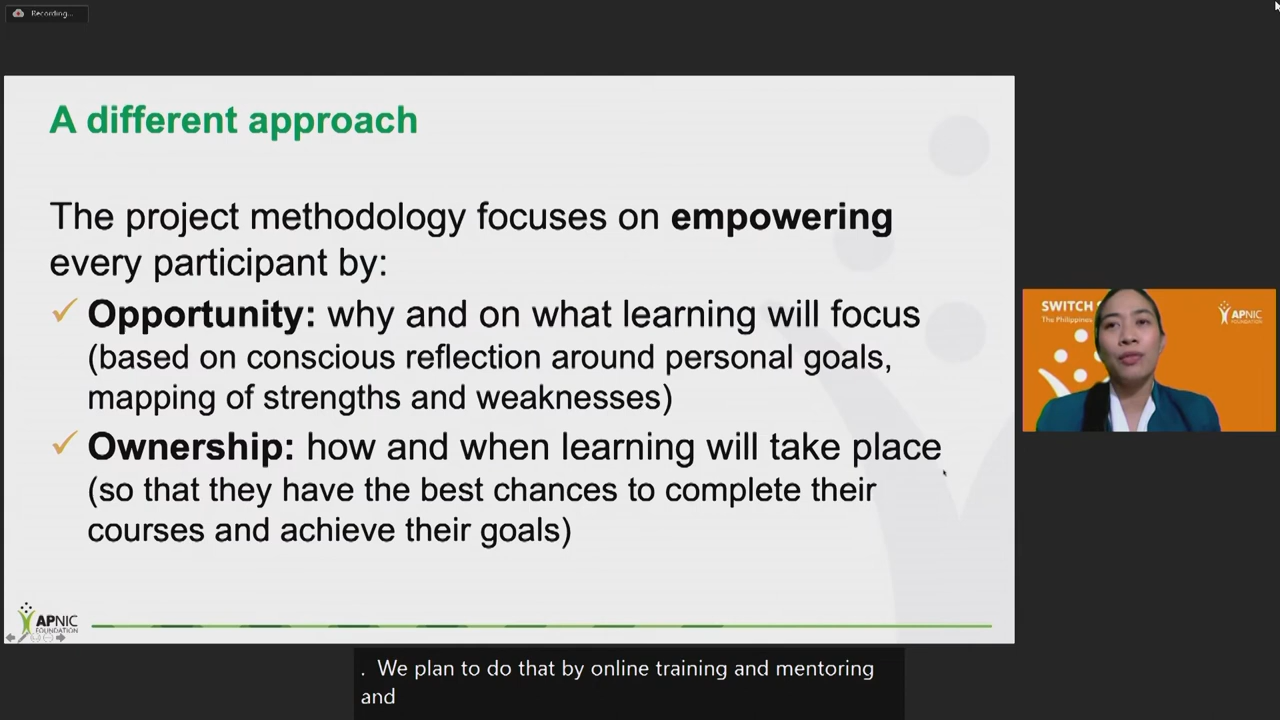 Recording...
A different approach
The project methodology focuses on empowering
every participant by:
✓ Opportunity: why and on what learning will focus
(based on conscious reflection around personal goals,
mapping of strengths and weaknesses)
✓ Ownership: how and when learning will take place
(so that they have the best chances to complete their
courses and achieve their goals)
APNIC
FOUNDATION
SWITCH
The Philippines
APNIC
FOUNDATION
. We plan to do that by online training and mentoring
and